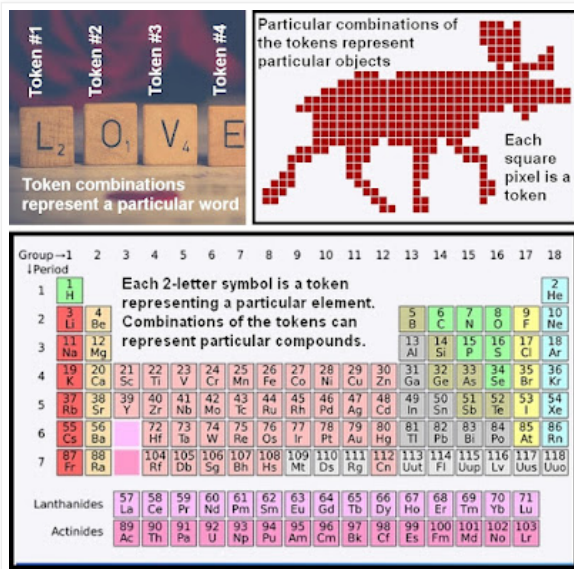 Token #1
Token #2
Token #3
Token #4
L2 O1 V4 E
Token combinations
represent a particular word
Particular combinations of
the tokens represent
particular objects
Each
square
pixel is a
token
Group→1 2 3 4 5 6 7 8 9 10 11 12 13 14 15 16 17 18
↓Period
Each 2-letter symbol is a token
representing a particular element.
Combinations of the tokens can
represent particular compounds.
1 1 2
H He
2 3 4 5 6 7 8 9 10
Li Be B C N O F Ne
3 11 12 13 14 15 16 17 18
Na Mg Al Si P S Cl Ar
4 19 20 21 22 23 24 25 26 27 28 29 30 31 32 33 34 35 36
K Ca Sc Ti V Cr Mn Fe Co Ni Cu Zn Ga Ge As Se Br Kr
5 37 38 39 40 41 42 43 44 45 46 47 48 49 50 51 52 53 54
Rb Sr Y Zr Nb Mo Tc Ru Rh Pd Ag Cd In Sn Sb Te I Xe
6 55 56 72 73 74 75 76 77 78 79 80 81 82 83 84 85 86
Cs Ba Hf Ta W Re Os Ir Pt Au Hg Tl Pb Bi Po At Rn
7 87 88 104 105 106 107 108 109 110 111 112 113 114 115 116 117 118
Fr Ra Rf Db Sg Bh Hs Mt Ds Rg Cn Uut Fl Uup Lv Uus Uuo
Lanthanides 57 58 59 60 61 62 63 64 65 66 67 68 69 70 71
La Ce Pr Nd Pm Sm Eu Gd Tb Dy Ho Er Tm Yb Lu
Actinides 89 90 91 92 93 94 95 96 97 98 99 100 101 102 103
Ac Th Pa U Np Pu Am Cm Bk Cf Es Fm Md No Lr